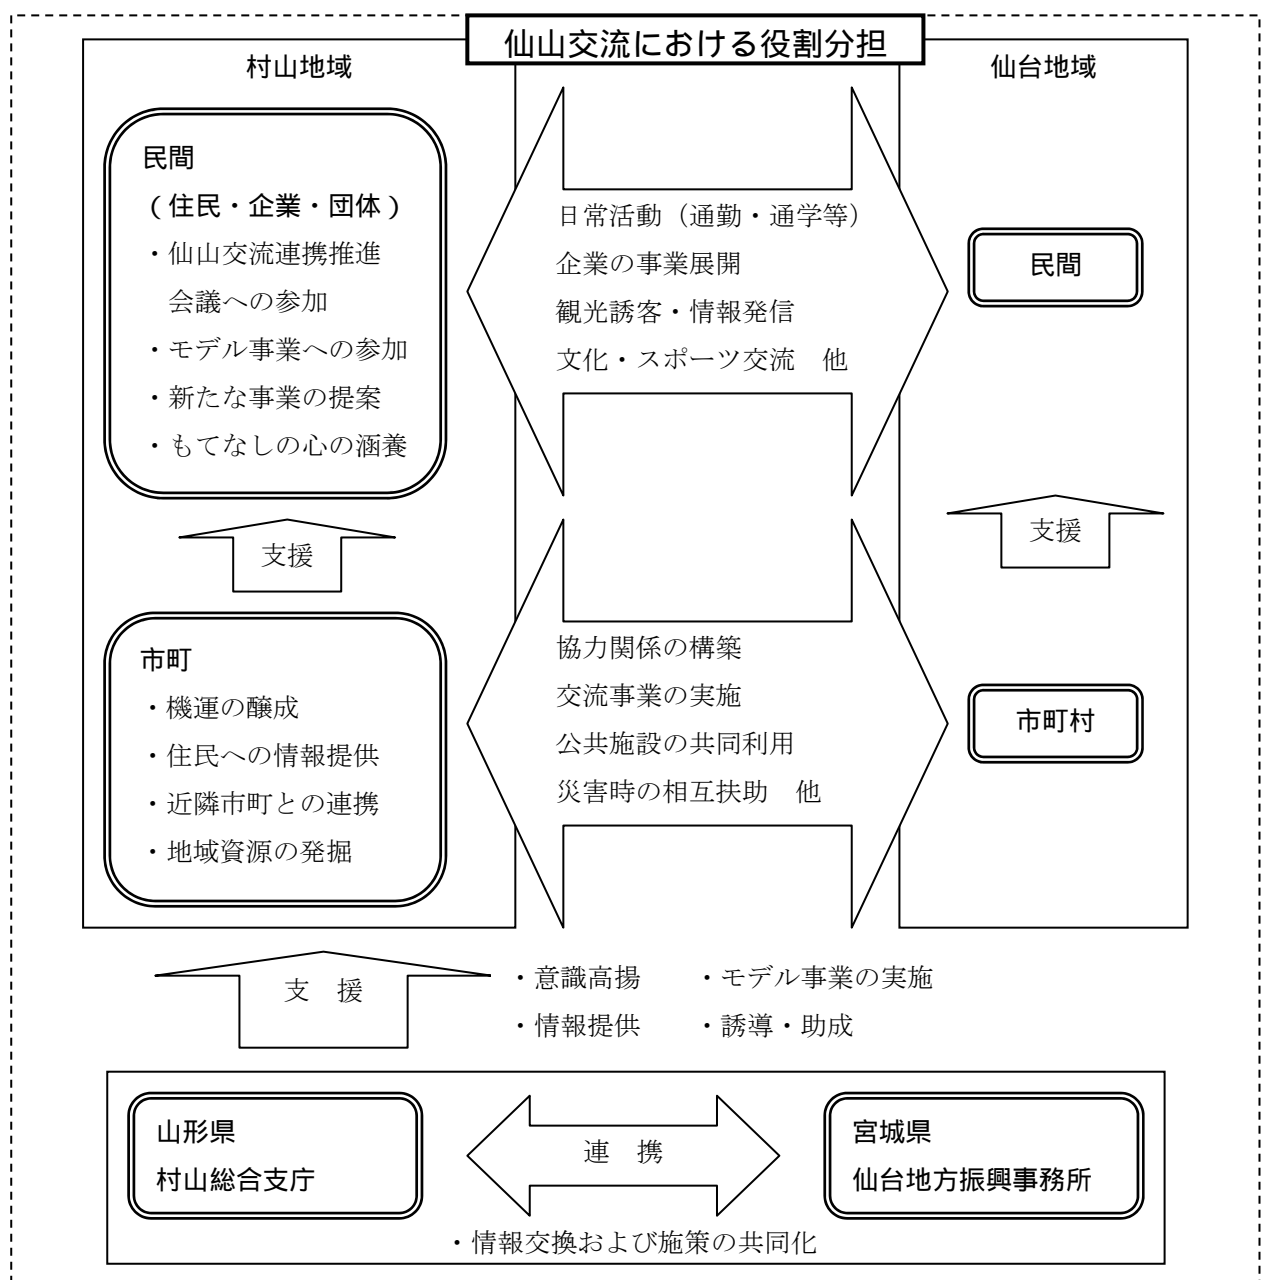 仙山交流における役割分担
村山地域
仙台地域
民間
(住民・企業・団体)
・仙山交流連携推進
会議への参加
・モデル事業への参加
・新たな事業の提案
・もてなしの心の涵養
日常活動(通勤・通学等)
企業の事業展開
観光誘客・情報発信
文化・スポーツ交流　他
民間
支援
支援
市町
・機運の醸成
・住民への情報提供
・近隣市町との連携
・地域資源の発掘
協力関係の構築
交流事業の実施
公共施設の共同利用
災害時の相互扶助　他
市町村
支　援
・意識高揚　・モデル事業の実施
・情報提供　・誘導・助成
山形県
村山総合支庁
連　携
宮城県
仙台地方振興事務所
・情報交換および施策の共同化